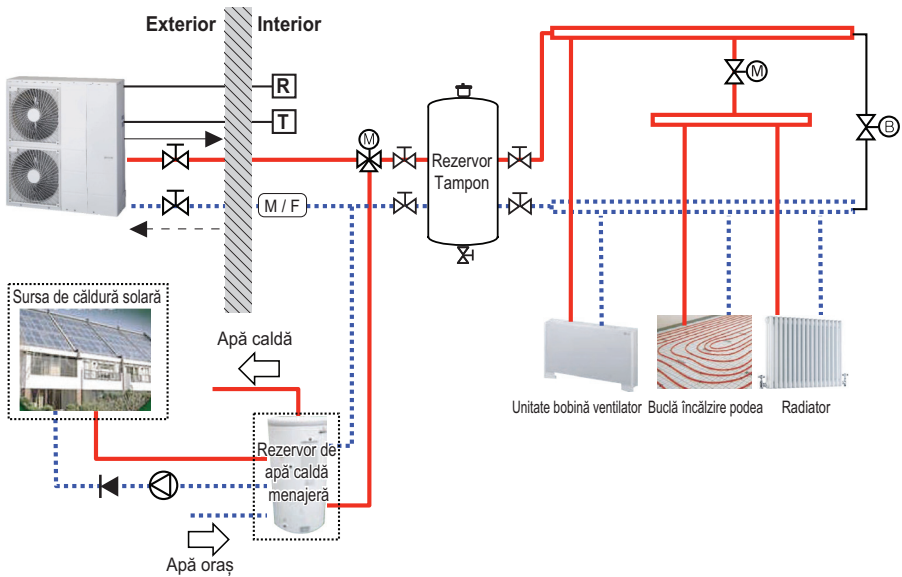 Exterior Interior
R
T
M
M
B
M / F
Rezervor
Tampon
Sursa de căldură solară
Apă caldă
Unitate bobină ventilator
Buclă încălzire podea
Radiator
Rezervor de
apă caldă
menajeră
Apă oraș